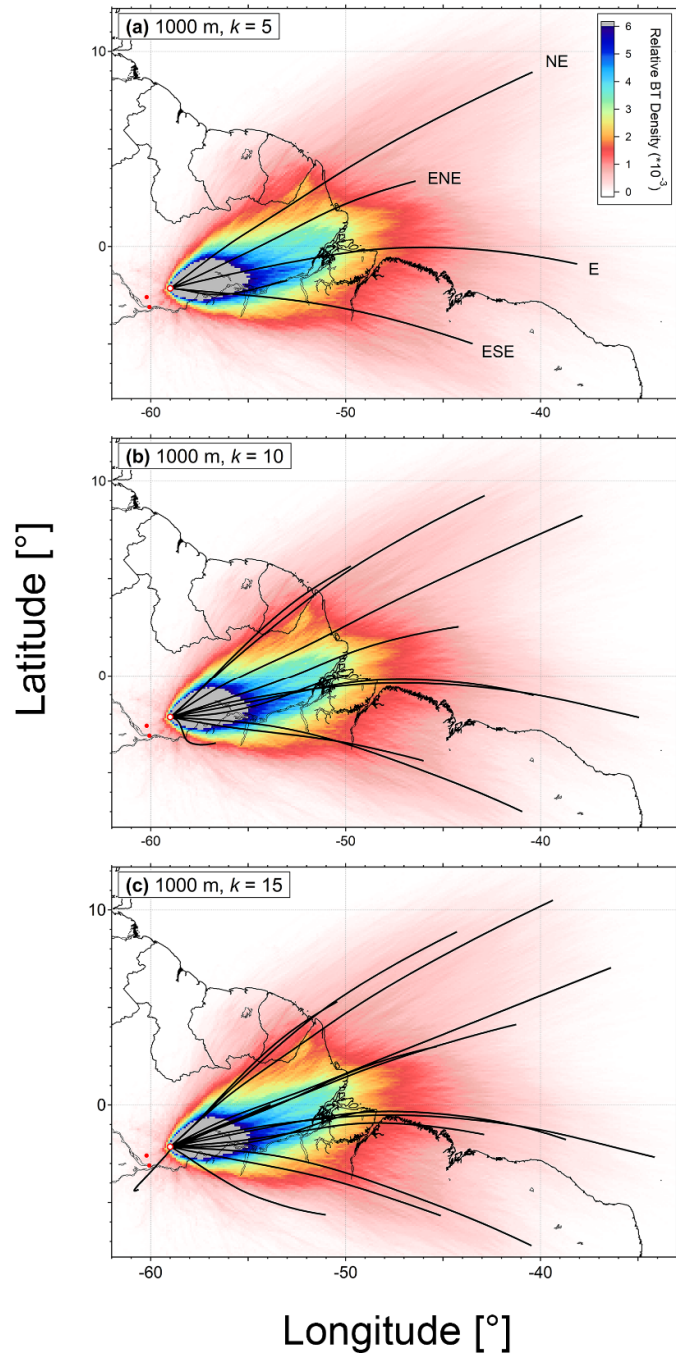 (a) 1000 m, k = 5
NE
ENE
E
ESE
Relative BT Density (*10⁻³)
6
5
4
3
2
1
0
10
0
-60
-50
-40
(b) 1000 m, k = 10
10
0
-60
-50
-40
(c) 1000 m, k = 15
10
0
-60
-50
-40
Latitude [°]
Longitude [°]